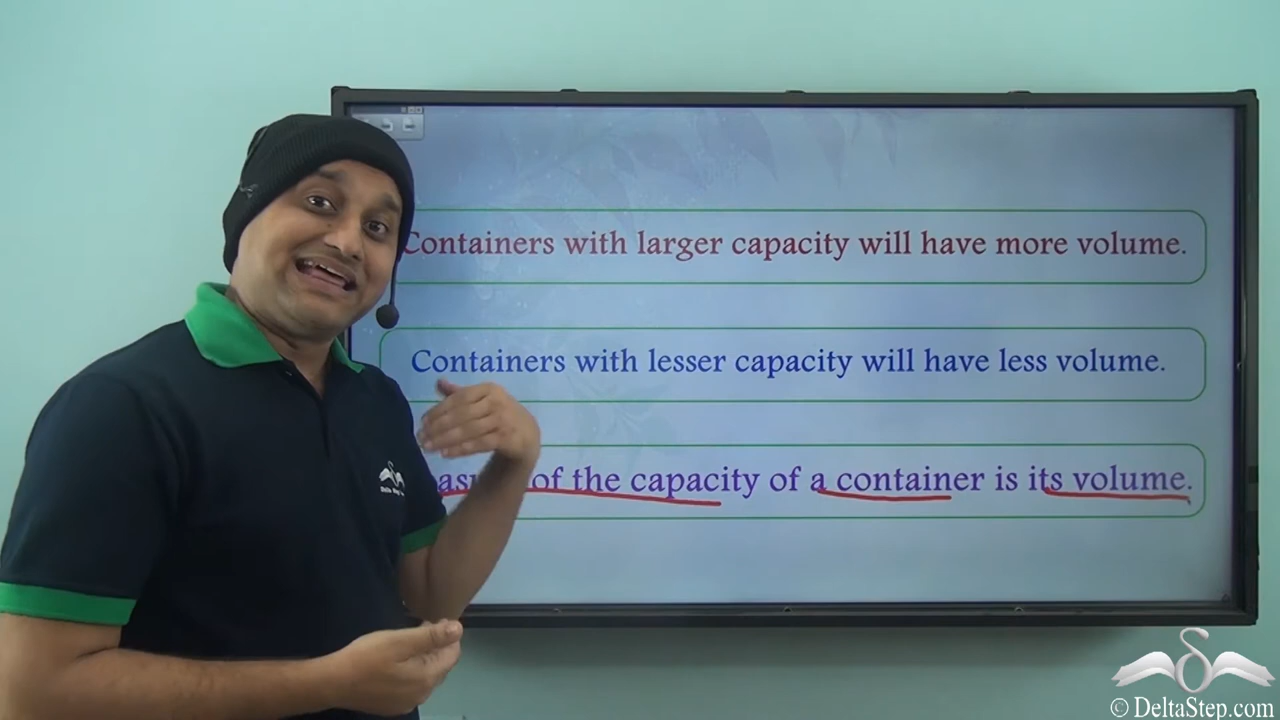 Containers with larger capacity will have more volume.
Containers with lesser capacity will have less volume.
of the capacity of a container is its volume.
© DeltaStep.com